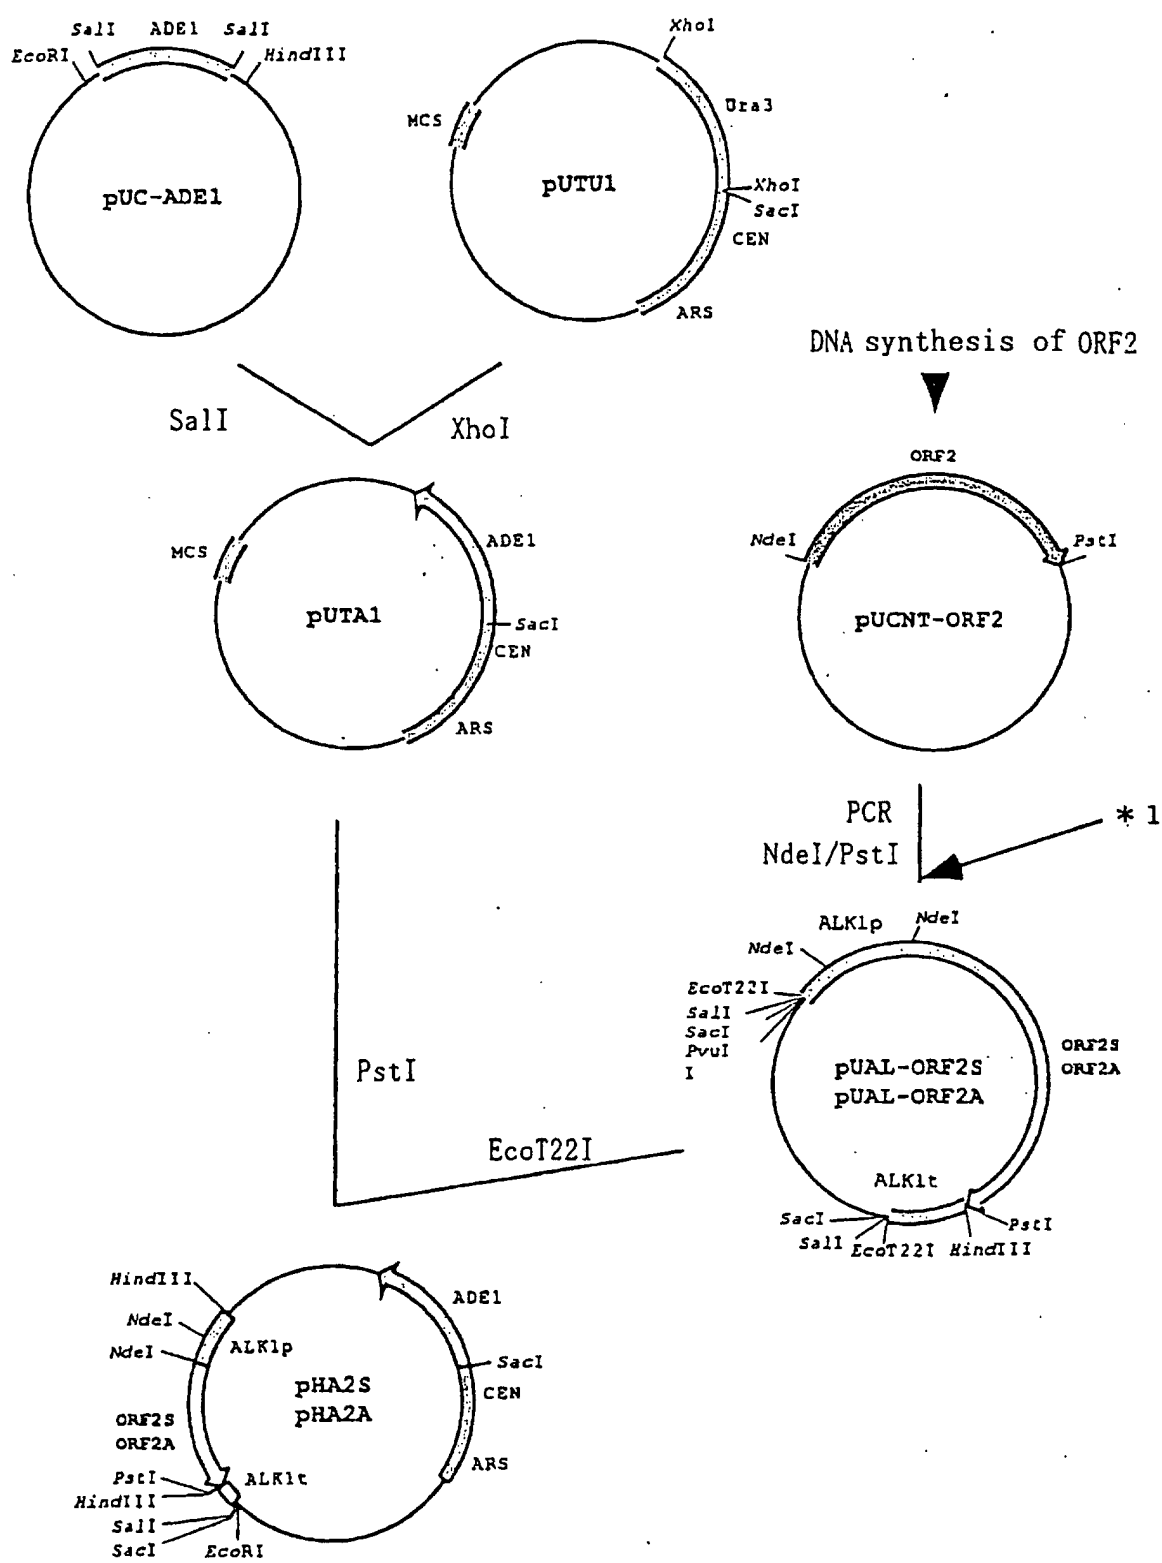 SalI ADE1 SalI
EcoRI HindIII
pUC-ADE1
XhoI
MCS
Ura3
pUTU1
XhoI
SacI
CEN
ARS
SalI
XhoI
DNA synthesis of ORF2
ORF2
NdeI
PstI
pUCNT-ORF2
MCS
ADE1
pUTA1
SacI
CEN
ARS
PCR
NdeI/PstI
*1
ALK1p
NdeI
NdeI
EcoT22I
SalI
SacI
PvuI
I
ORF2S
ORF2A
pUAL-ORF2S
pUAL-ORF2A
ALK1t
SacI
SalI
EcoT22I
HindIII
PstI
PstI
EcoT22I
HindIII
NdeI
NdeI
ALK1p
ADE1
SacI
CEN
pHA2S
pHA2A
ORF2S
ORF2A
ARS
PstI
ALK1t
HindIII
SalI
SacI
EcoRI